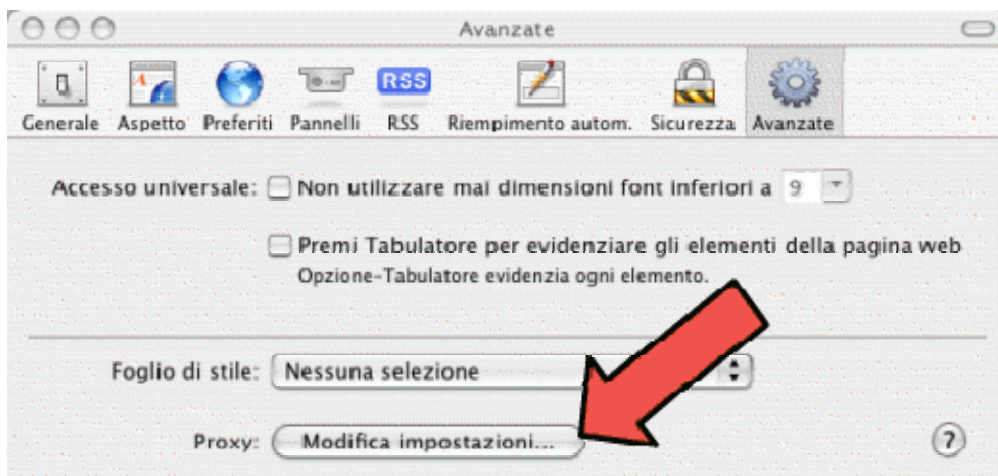 Avanzate
Generale Aspetto Preferiti Pannelli RSS Riempimento autom. Sicurezza Avanzate
RSS
Accesso universale: Non utilizzare mai dimensioni font inferiori a 9
Premi Tabulatore per evidenziare gli elementi della pagina web
Opzione-Tabulatore evidenzia ogni elemento.
Foglio di stile: Nessuna selezione
Proxy: Modifica impostazioni... ?